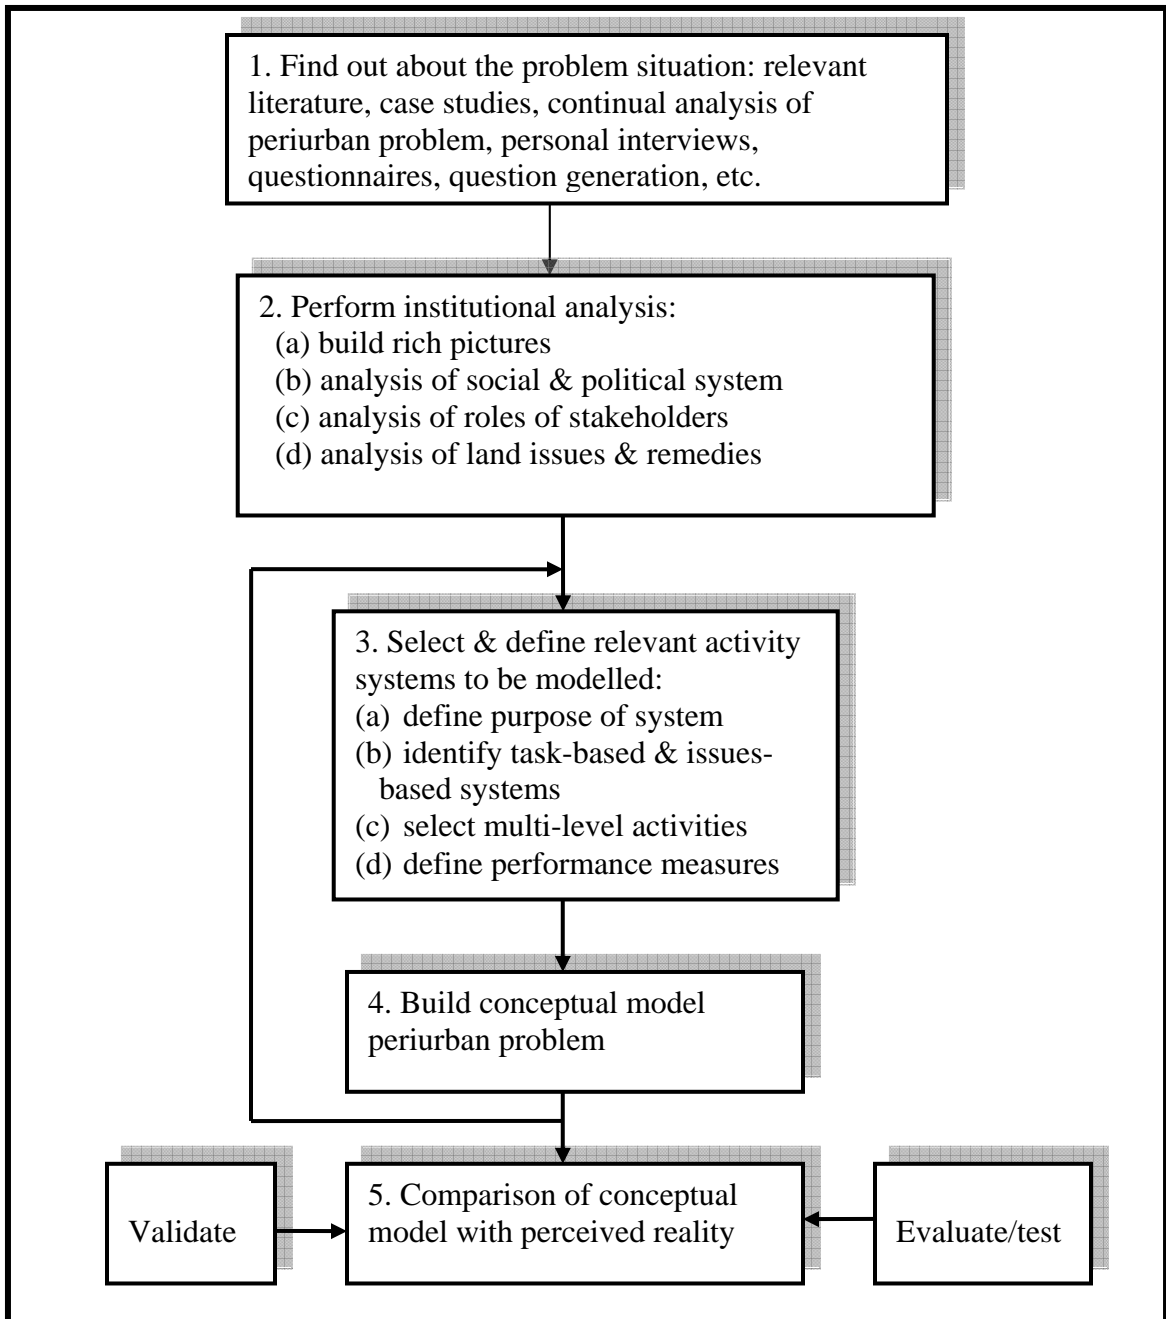 1. Find out about the problem situation: relevant
literature, case studies, continual analysis of
periurban problem, personal interviews,
questionnaires, question generation, etc.
2. Perform institutional analysis:
(a) build rich pictures
(b) analysis of social & political system
(c) analysis of roles of stakeholders
(d) analysis of land issues & remedies
3. Select & define relevant activity
systems to be modelled:
(a) define purpose of system
(b) identify task-based & issues-
based systems
(c) select multi-level activities
(d) define performance measures
4. Build conceptual model
periurban problem
Validate
5. Comparison of conceptual
model with perceived reality
Evaluate/test